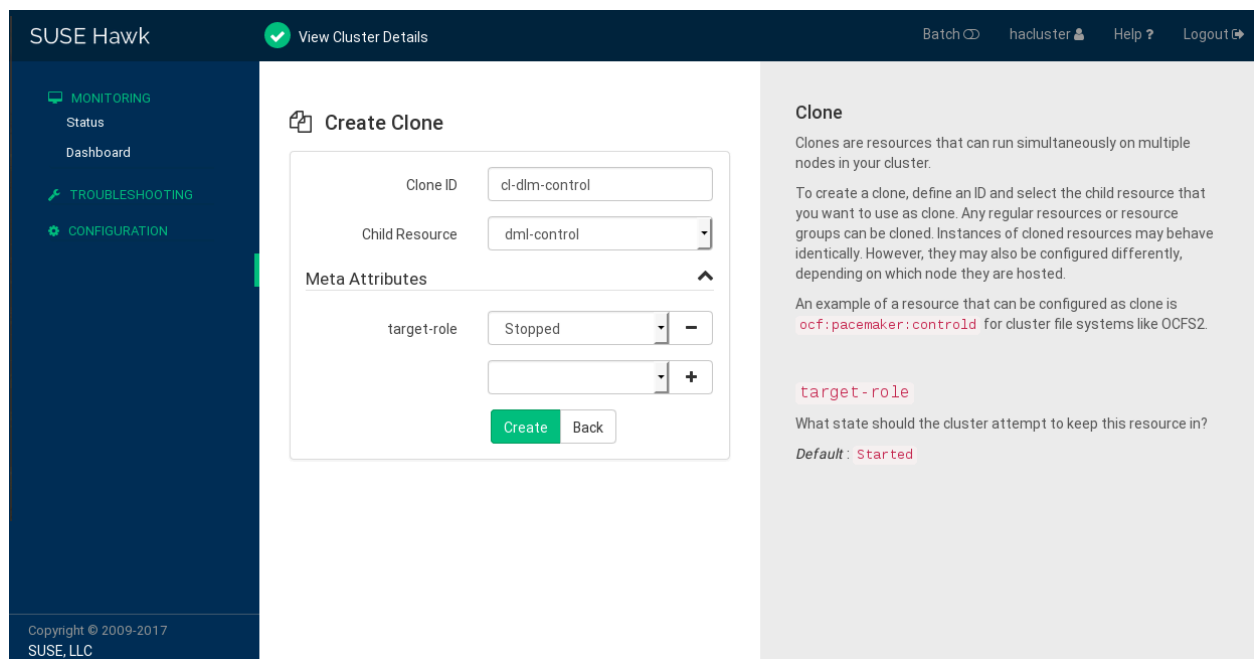 SUSE Hawk
View Cluster Details
Batch
hacluster
Help ?
Logout
MONITORING
Status
Dashboard
TROUBLESHOOTING
CONFIGURATION
Copyright © 2009-2017
SUSE, LLC
Create Clone
Clone ID
cl-dlm-control
Child Resource
dml-control
Meta Attributes
target-role
Stopped
Create
Back
Clone
Clones are resources that can run simultaneously on multiple
nodes in your cluster.
To create a clone, define an ID and select the child resource that
you want to use as clone. Any regular resources or resource
groups can be cloned. Instances of cloned resources may behave
identically. However, they may also be configured differently,
depending on which node they are hosted.
An example of a resource that can be configured as clone is
ocf:pacemaker:controld for cluster file systems like OCFS2.
target-role
What state should the cluster attempt to keep this resource in?
Default : Started